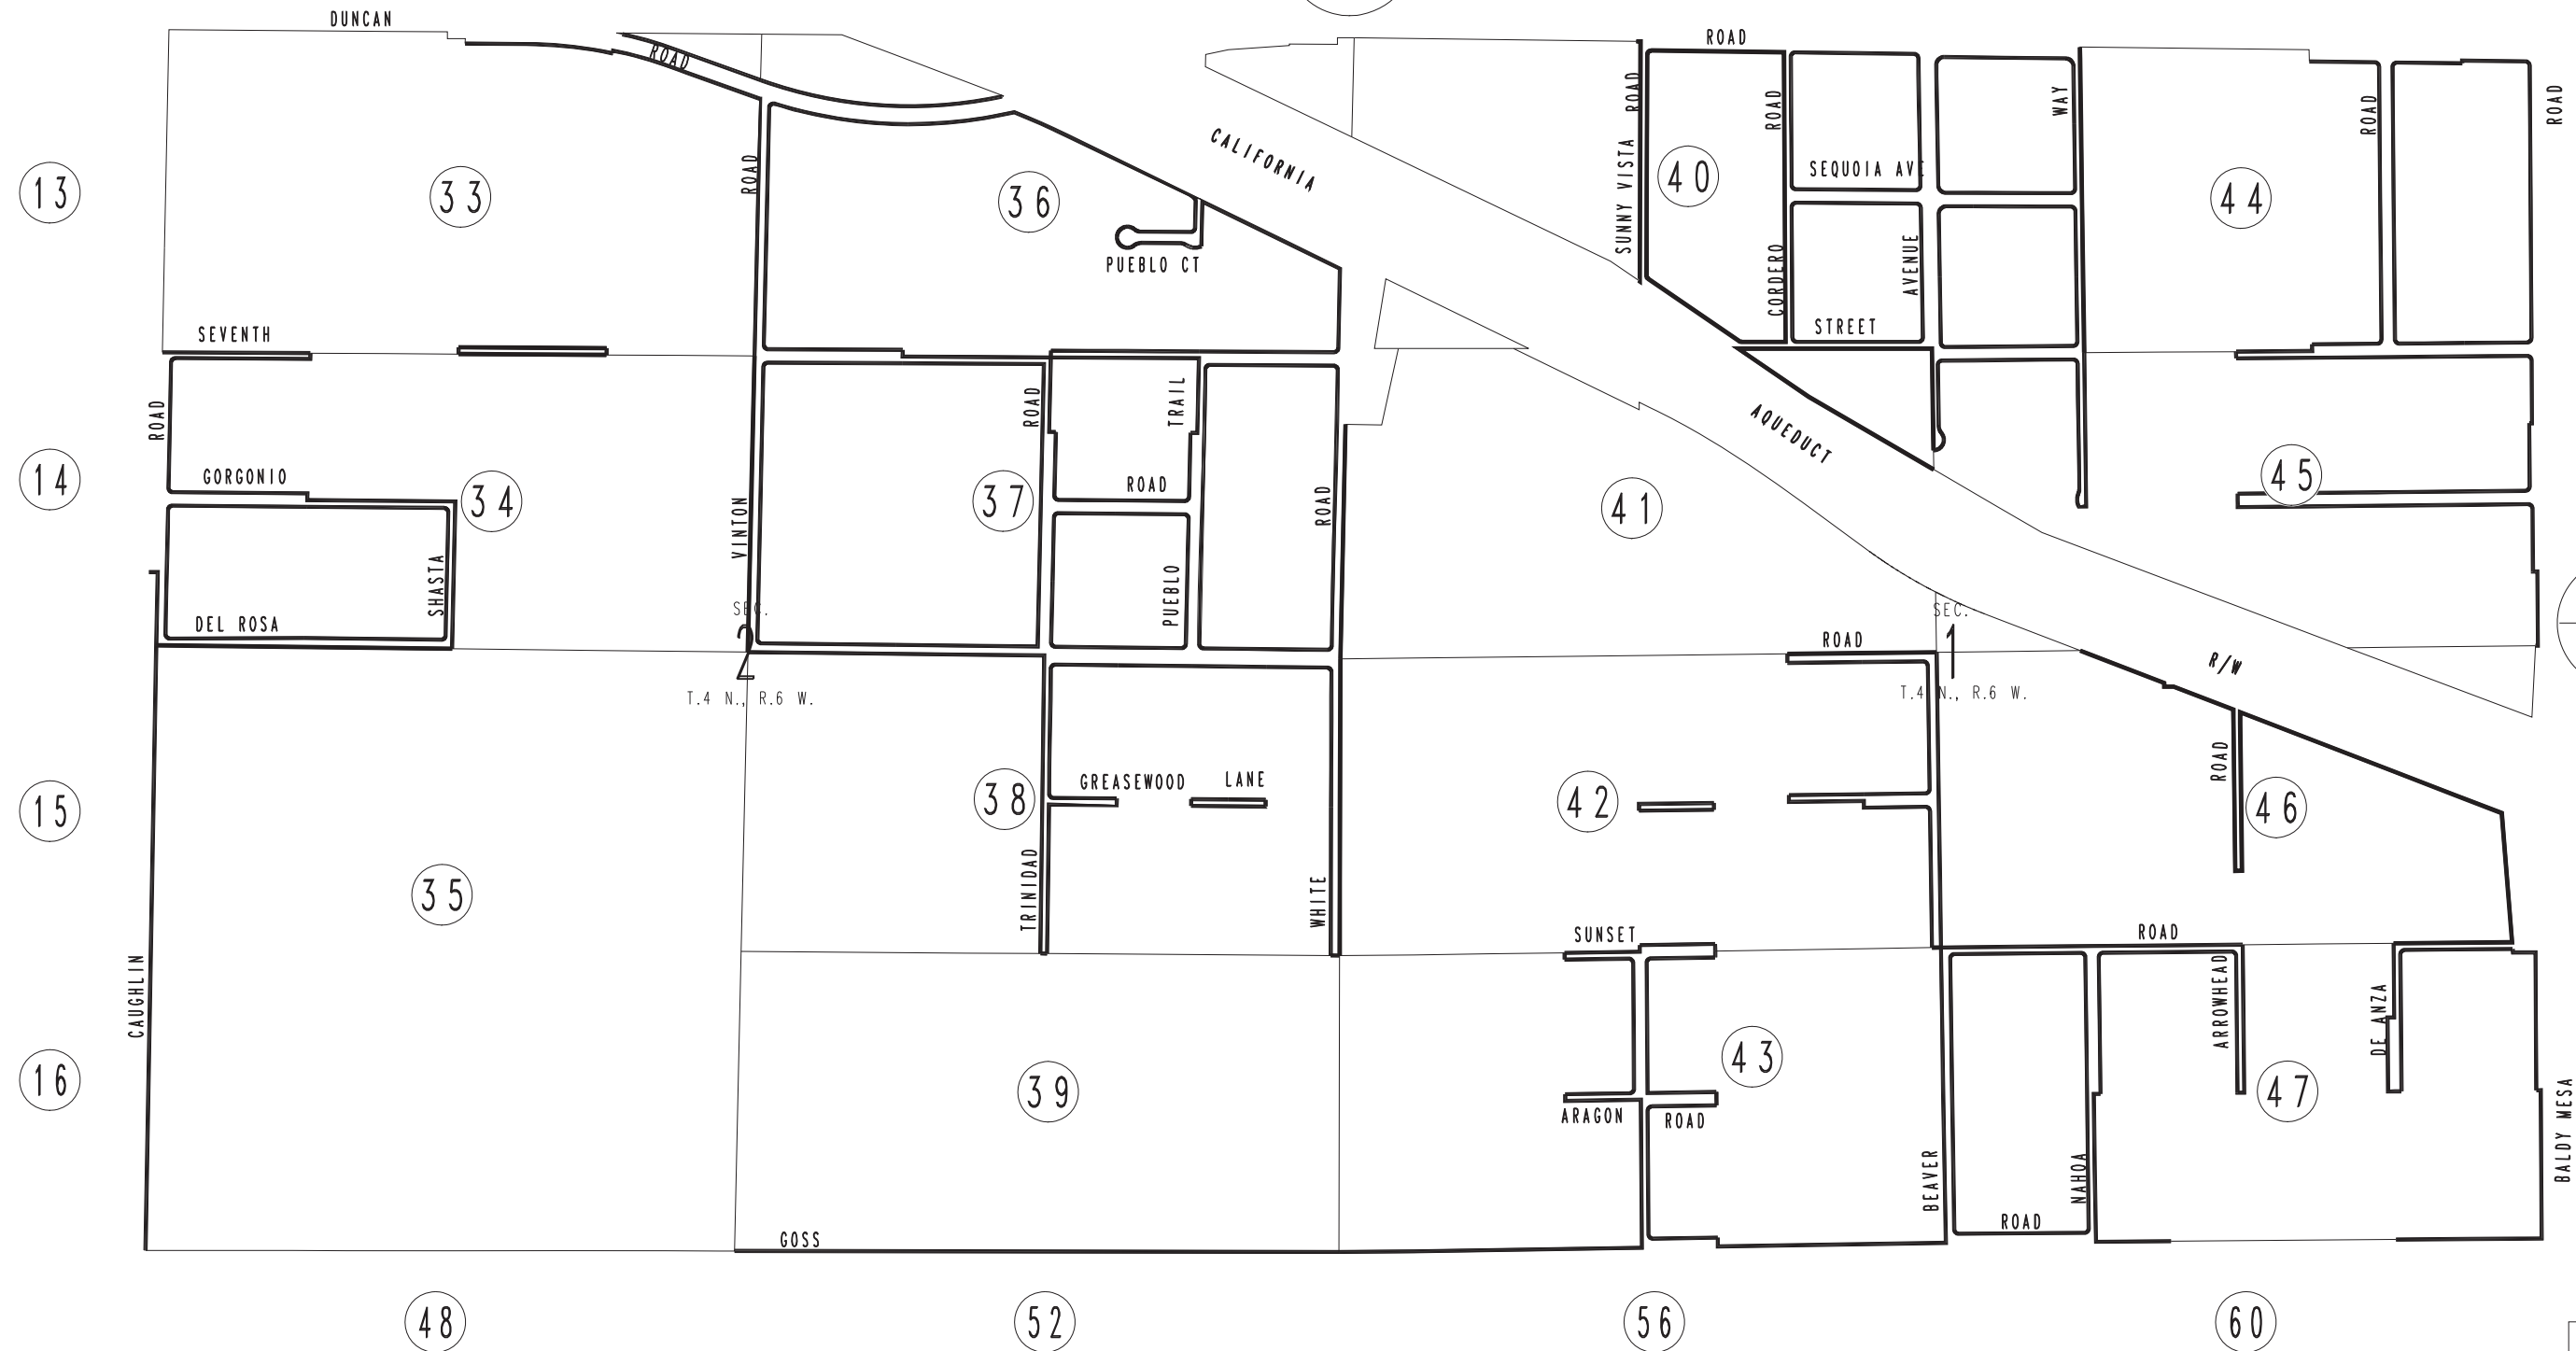 DUNCAN
ROAD
ROAD
ROAD
ROAD
WAY
ROAD
ROAD
13
33
ROAD
36
CALIFORNIA
SUNNY VISTA
40
SEQUOIA AVE
44
PUEBLO CT
CORDERO
AVENUE
SEVENTH
STREET
ROAD
ROAD
TRAIL
AQUEDUCT
14
GORGONIO
34
VINTON
37
ROAD
ROAD
41
45
SHASTA
PUEBLO
DEL ROSA
SEC.
2
T.4 N., R.6 W.
ROAD
SEC.
1
T.4 N., R.6 W.
R/W
15
38
GREASEWOOD LANE
42
ROAD
46
35
TRINIDAD
WHITE
SUNSET
ROAD
CAUGHLIN
ARROWHEAD
DE ANZA
16
39
43
47
ARAGON
ROAD
BALDY MESA
BEAVER
NAHOA
ROAD
GOSS
48
52
56
60